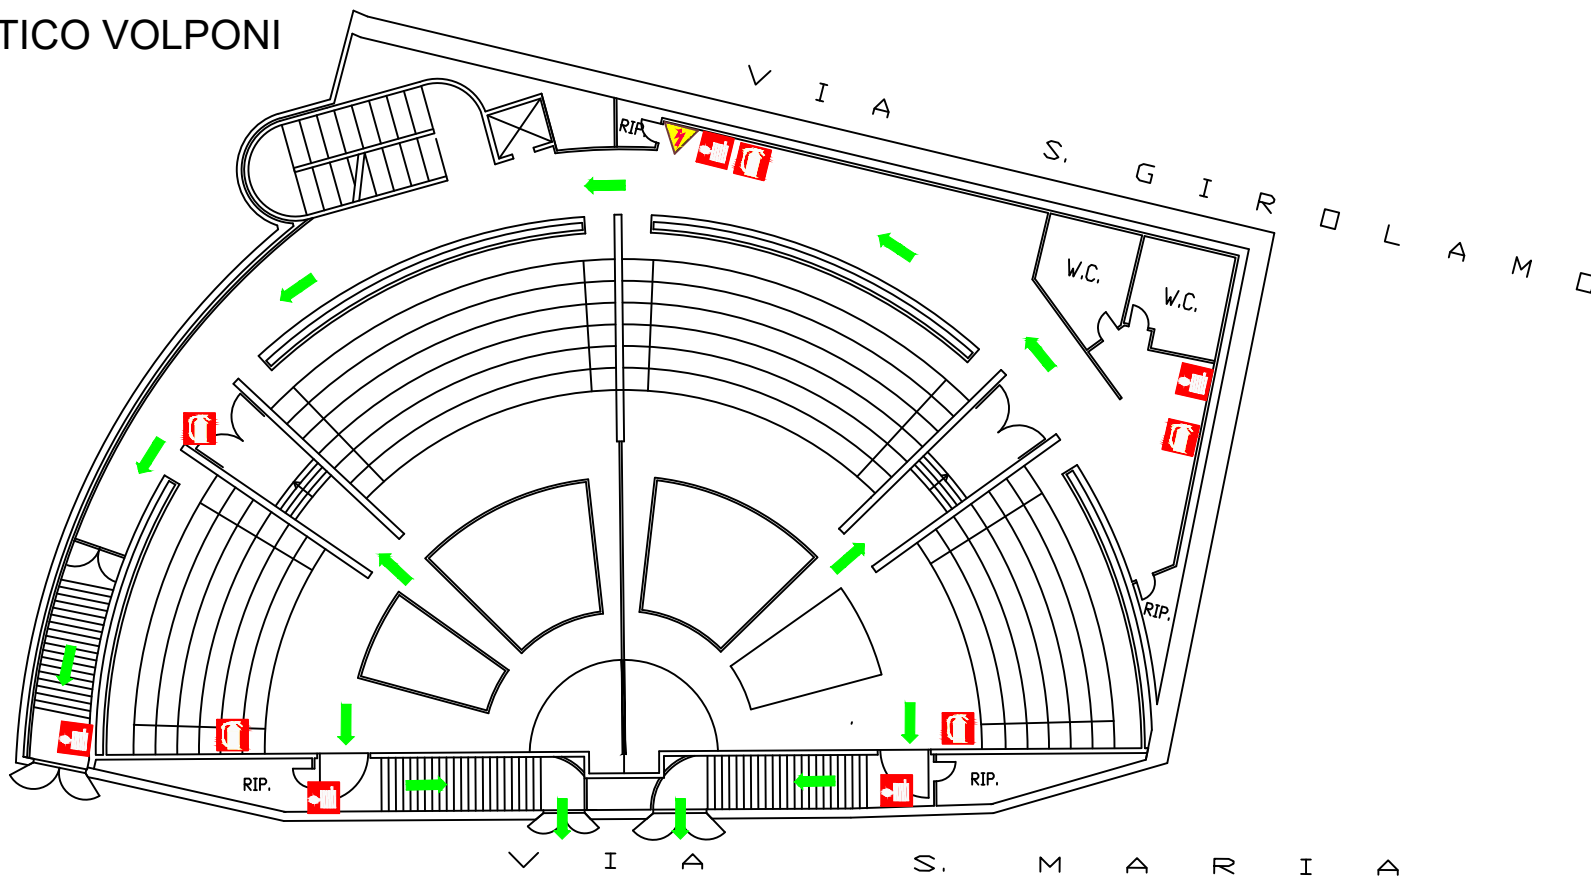 TICO VOLPONI
VIA S. GIROLAMO
RIP.
W.C.
W.C.
RIP.
RIP.
RIP.
VIA S. MARIA